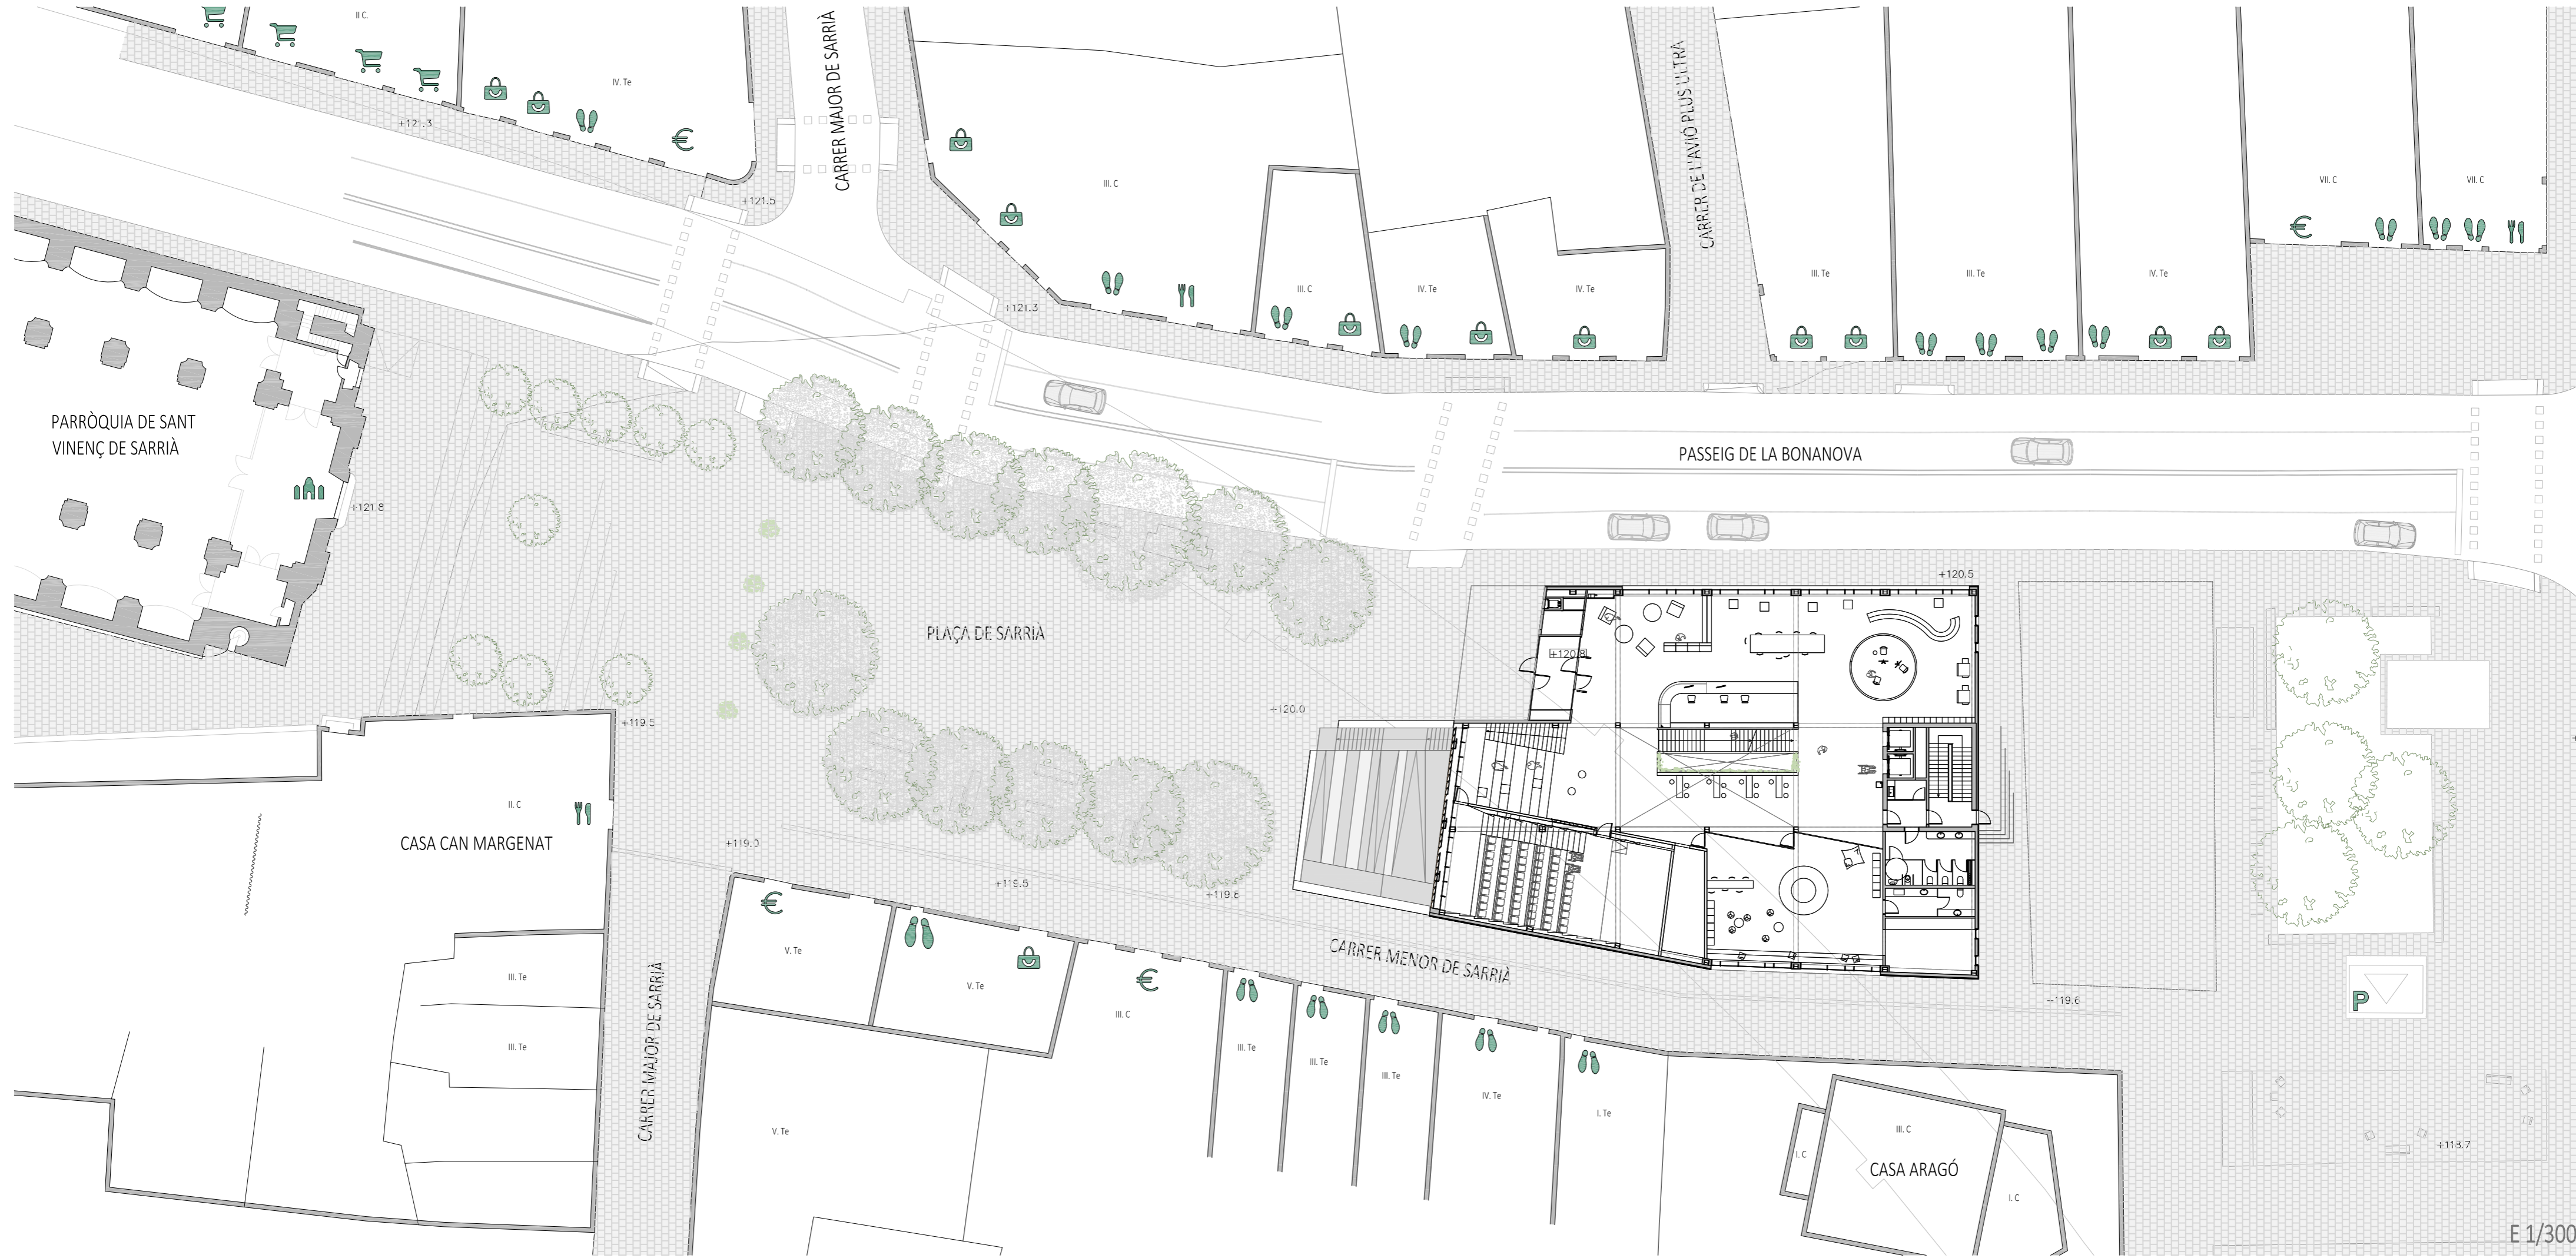 II C.
IV. Te
+121.3
+121.5
CARRER MAJOR DE SARRIÀ
III. C
+121.3
III. C
IV. Te
IV. Te
CARRER DE L'AVIÓ PLUS ULTRA
III. Te
III. Te
IV. Te
VII. C
VII. C
PARRÒQUIA DE SANT
VINENÇ DE SARRIÀ
+121.8
PASSEIG DE LA BONANOVA
+120.5
PLAÇA DE SARRIÀ
+120.8
+120.0
+119.5
II. C
CASA CAN MARGENAT
+119.0
+119.5
+119.8
CARRER MENOR DE SARRIÀ
V. Te
V. Te
III. C
III. Te
III. Te
CARRER MAJOR DE SARRIÀ
V. Te
III. Te
III. Te
III. Te
IV. Te
I. Te
+119.6
P
III. C
I. C
CASA ARAGÓ
I. C
+118.7
E 1/300